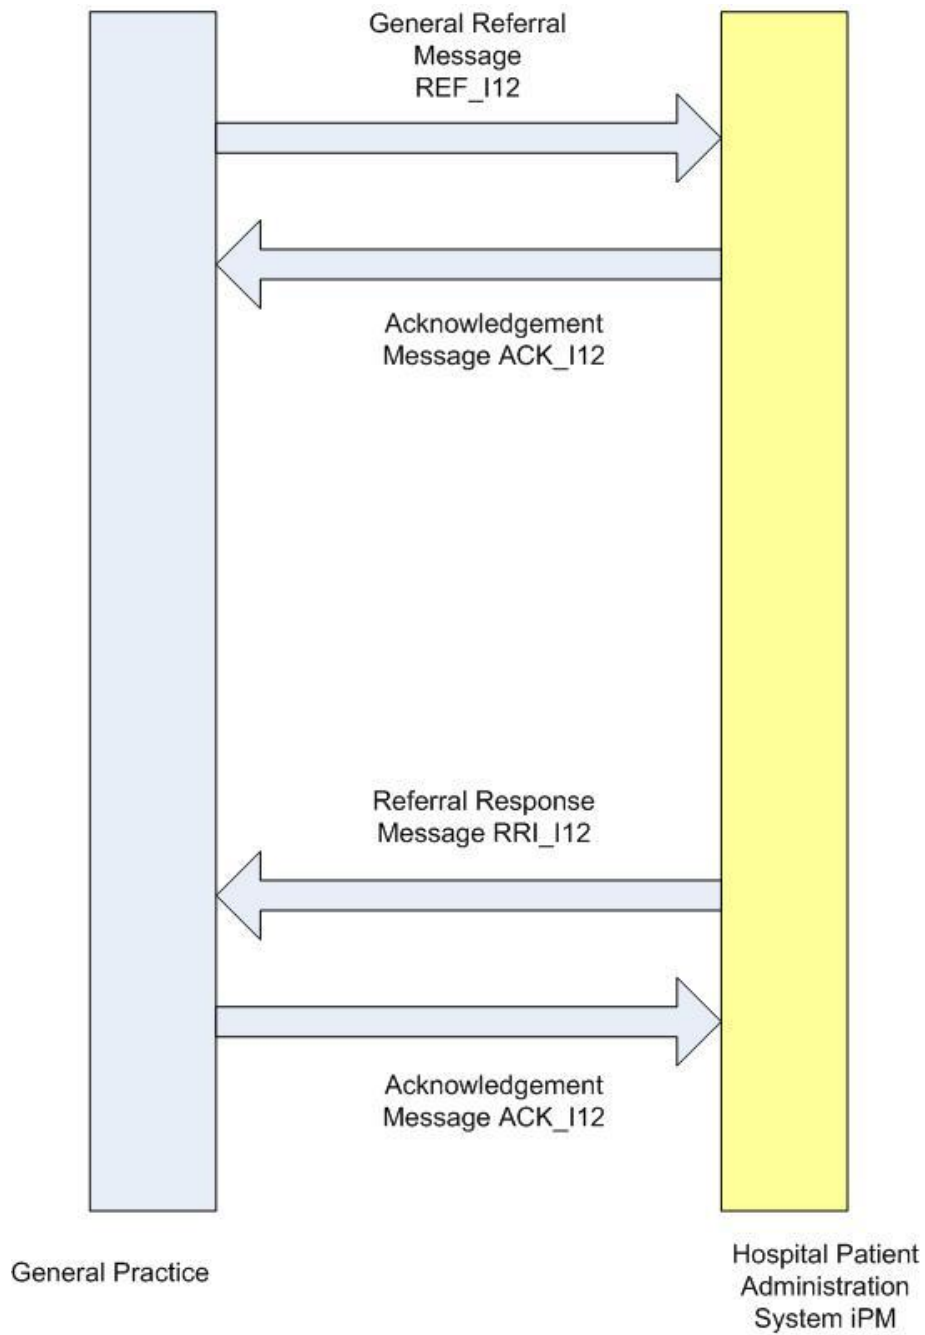 General Referral
Message
REF_I12
Acknowledgement
Message ACK_I12
Referral Response
Message RRI_I12
Acknowledgement
Message ACK_I12
General Practice
Hospital Patient
Administration
System iPM